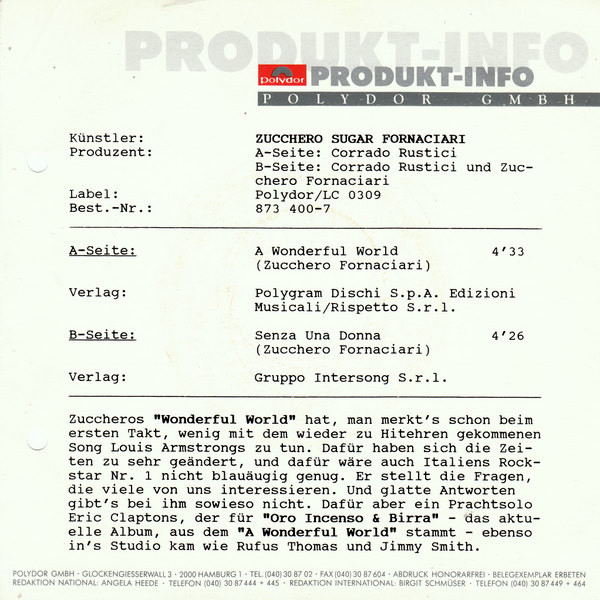 PRODUKT-INFO
polydor PRODUKT-INFO
POLYDOR GMBH
Künstler: ZUCCHERO SUGAR FORNACIARI
Produzent: A-Seite: Corrado Rustici
B-Seite: Corrado Rustici und Zuc-
chero Fornaciari
Label: Polydor/LC 0309
Best.-Nr.: 873 400-7
A-Seite: A Wonderful World 4'33
(Zucchero Fornaciari)
Verlag: Polygram Dischi S.p.A. Edizioni
Musicali/Rispetto S.r.l.
B-Seite: Senza Una Donna 4'26
(Zucchero Fornaciari)
Verlag: Gruppo Intersong S.r.l.
Zuccheros "Wonderful World" hat, man merkt's schon beim
ersten Takt, wenig mit dem wieder zu Hitehren gekommenen
Song Louis Armstrongs zu tun. Dafür haben sich die Zei-
ten zu sehr geändert, und dafür wäre auch Italiens Rock-
star Nr. 1 nicht blauäugig genug. Er stellt die Fragen,
die viele von uns interessieren. Und glatte Antworten
gibt's bei ihm sowieso nicht. Dafür aber ein Prachtsolo
Eric Claptons, der für "Oro Incenso & Birra" - das aktu-
elle Album, aus dem "A Wonderful World" stammt - ebenso
in's Studio kam wie Rufus Thomas und Jimmy Smith.
POLYDOR GMBH · GLOCKENGIESSERWALL 3 · 2000 HAMBURG 1 · TEL. (040) 30 87 02 · FAX (040) 30 87 604 · ABDRUCK HONORARFREI · BELEGEXEMPLAR ERBETEN
REDAKTION NATIONAL: ANGELA HEEDE · TELEFON (040) 30 87 444 + 445 · REDAKTION INTERNATIONAL: BIRGIT SCHMÜSER · TELEFON (040) 30 87 449 + 464